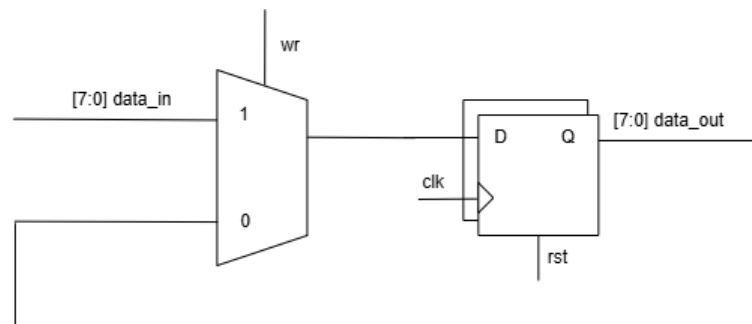 wr
[7:0] data_in
1
[7:0] data_out
D
Q
clk
0
rst